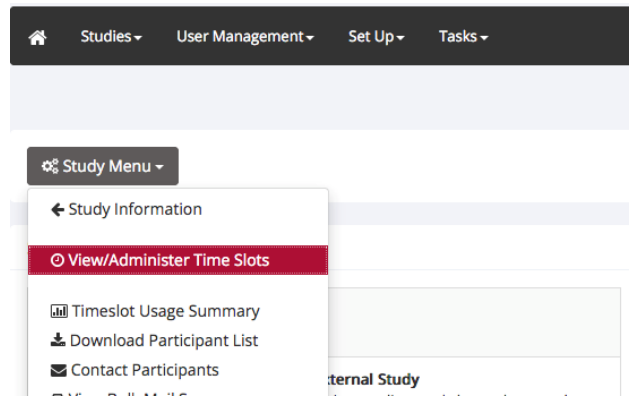 Studies User Management Set Up Tasks
Study Menu
Study Information
View/Administer Time Slots
Timeslot Usage Summary
Download Participant List
Contact Participants
xternal Study